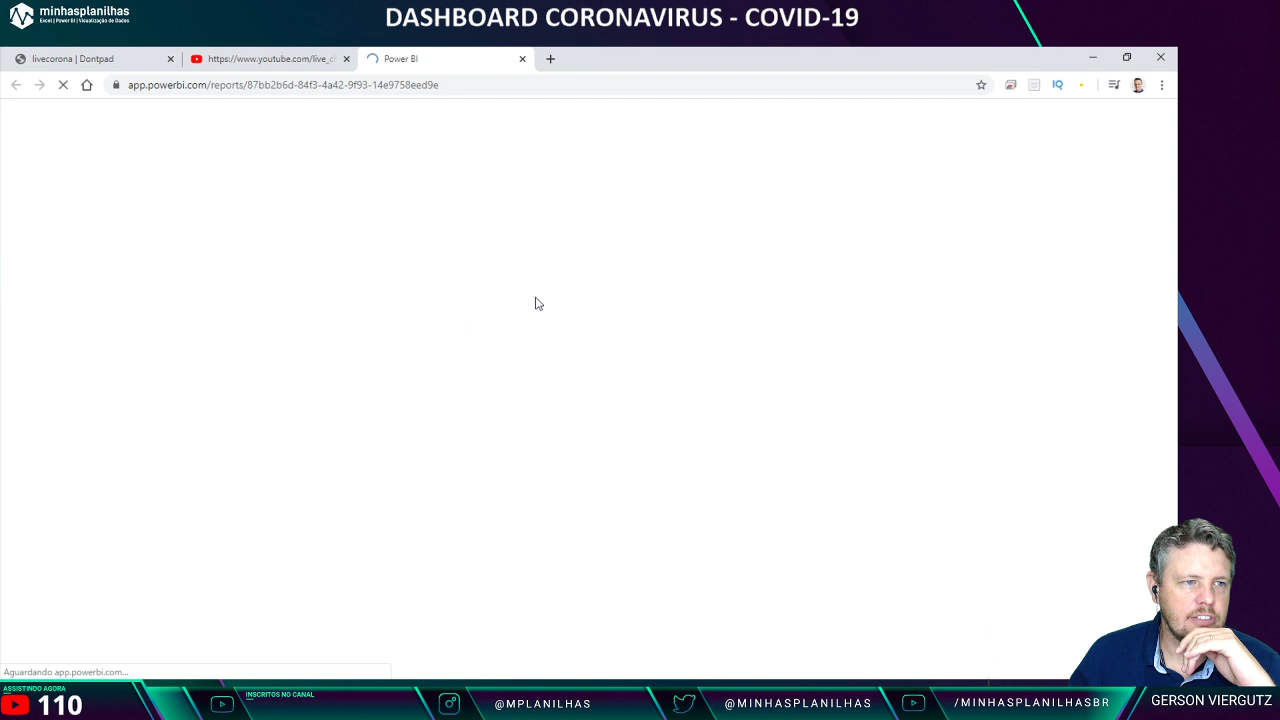 minhasplanilhas
Excel | Power BI | Visualização de Dados
DASHBOARD CORONAVIRUS - COVID-19
livecorona | Dontpad
https://www.youtube.com/live_c
Power BI
app.powerbi.com/reports/87bb2b6d-84f3-4a42-9f93-14e9758eed9e
IQ
Aguardando app.powerbi.com...
ASSISTINDO AGORA
110
INSCRITOS NO CANAL
@MPLANILHAS
@MINHASPLANILHAS
/MINHASPLANILHASBR
GERSON VIERGUTZ